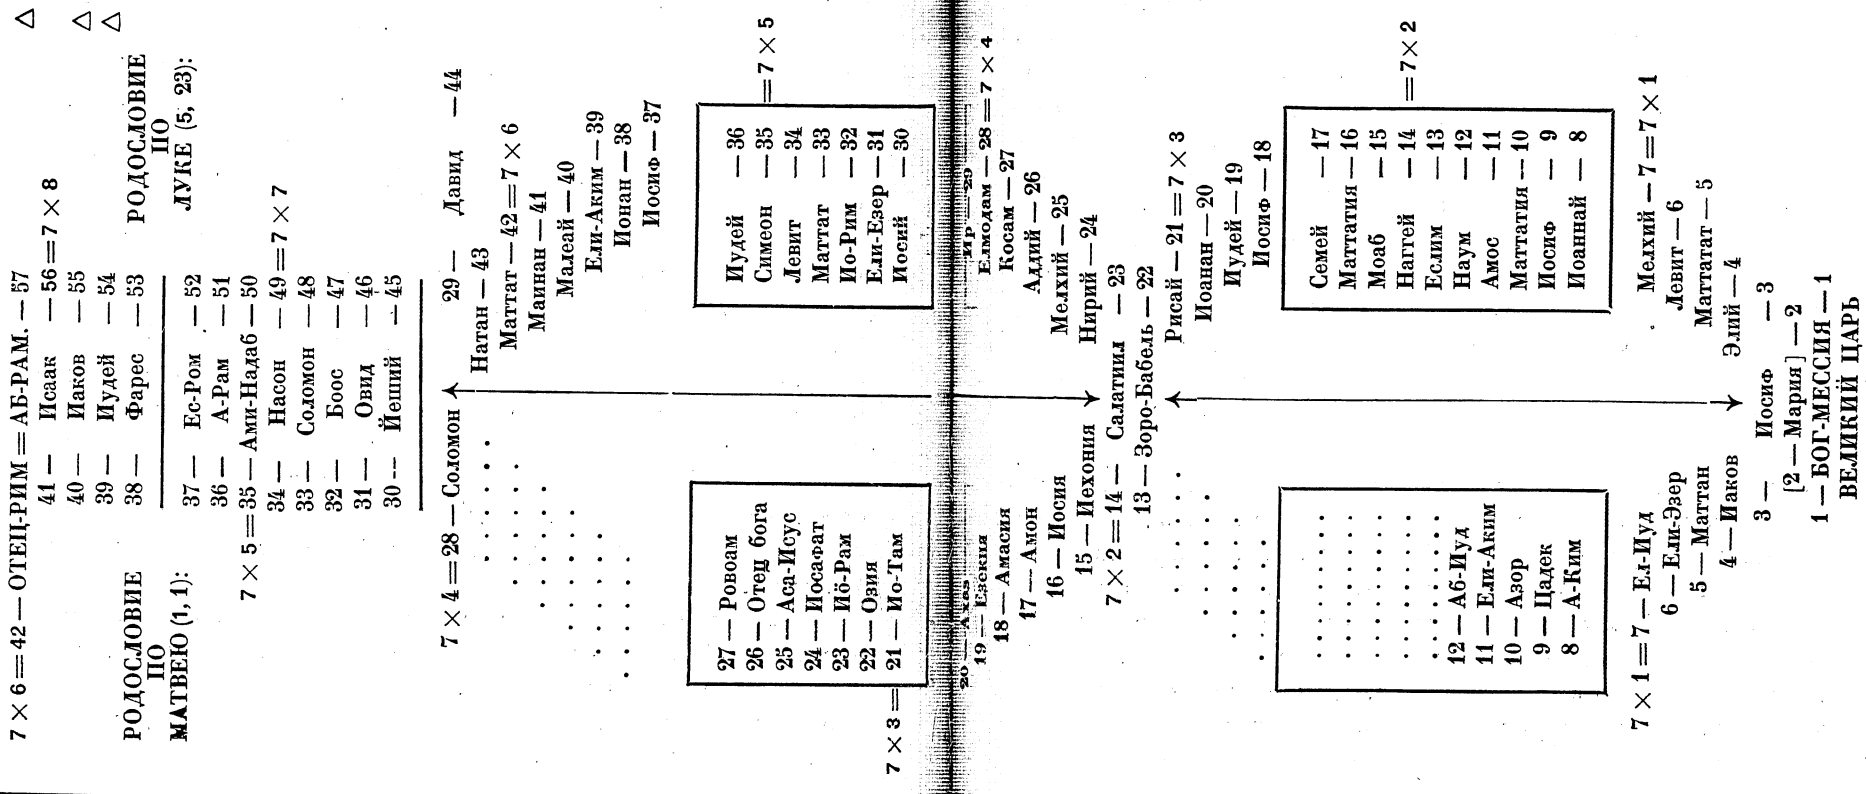 7 × 6 = 42 — ОТЕЦ-РИМ = АБ-РАМ. — 57 △
41 — Исаак — 56 = 7 × 8
40 — Иаков — 55 △
39 — Иудей — 54 △
38 — Фарес — 53
РОДОСЛОВИЕ
ПО
МАТВЕЮ (1, 1):
РОДОСЛОВИЕ
ПО
ЛУКЕ (5, 23):
37 — Ес-Ром — 52
36 — А-Рам — 51
7 × 5 = 35 — Ами-Надаб — 50
34 — Насон — 49 = 7 × 7
33 — Соломон — 48
32 — Боос — 47
31 — Овид — 46
30 -- Йеший — 45
7 × 4 = 28 — Соломон
29 — Давид — 44
Натан — 43
Маттат — 42 = 7 × 6
Маинан — 41
Малеай — 40
Ели-Аким — 39
Ионан — 38
Иосиф — 37
27 — Ровоам
26 — Отец бога
25 — Аса-Исус
24 — Иосафат
23 — Иё-Рам
22 — Озия
7 × 3 = 21 — Ио-Там
Иудей — 36
Симеон — 35 = 7 × 5
Левит — 34
Маттат — 33
Ио-Рим — 32
Ели-Езер — 31
Иосий — 30
20 — Ахаз
19 — Езекия
18 — Амасия
17 — Амон
16 — Иосия
15 — Иехония
Ир — 29
Елмодам — 28 = 7 × 4
Косам — 27
Аддий — 26
Мелхий — 25
Нирий — 24
7 × 2 = 14 — Салатиил — 23
13 — Зоро-Бабель — 22
Рисай — 21 = 7 × 3
Иоанан — 20
Иудей — 19
Иосиф — 18
12 — Аб-Иуд
11 — Ели-Аким
10 — Азор
9 — Цадек
8 — А-Ким
Семей — 17
Маттатия — 16
Моаб — 15
Наггей — 14 = 7 × 2
Еслим — 13
Наум — 12
Амос — 11
Маттатия — 10
Иосиф — 9
Иоаннай — 8
7 × 1 = 7 — Ел-Иуд
6 — Ели-Эзер
5 — Маттан
4 — Иаков
Мелхий — 7 = 7 × 1
Левит — 6
Маттатат — 5
Элий — 4
3 — Иосиф — 3
[2 — Мария] — 2
1 — БОГ-МЕССИЯ — 1
ВЕЛИКИЙ ЦАРЬ